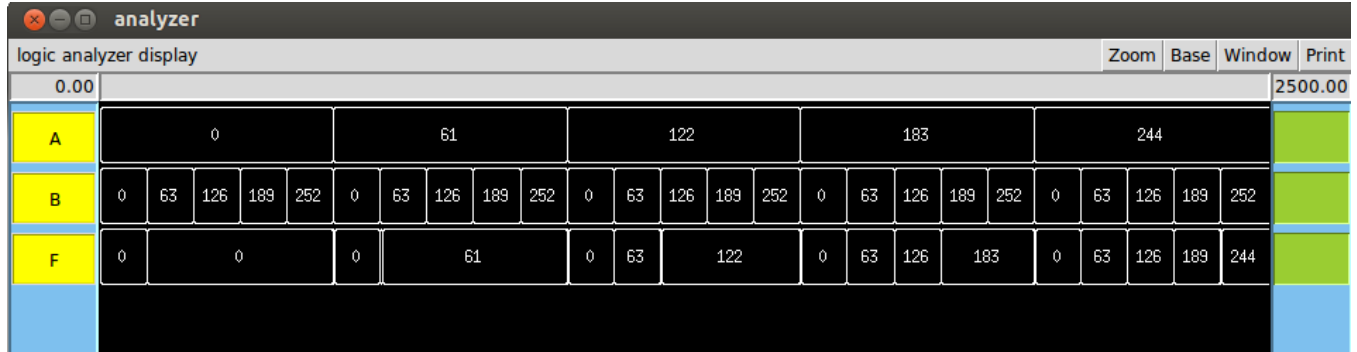 analyzer
logic analyzer display Zoom Base Window Print
0.00 2500.00
A 0 61 122 183 244
B 0 63 126 189 252 0 63 126 189 252 0 63 126 189 252 0 63 126 189 252 0 63 126 189 252
F 0 0 0 61 0 63 122 0 63 126 183 0 63 126 189 244